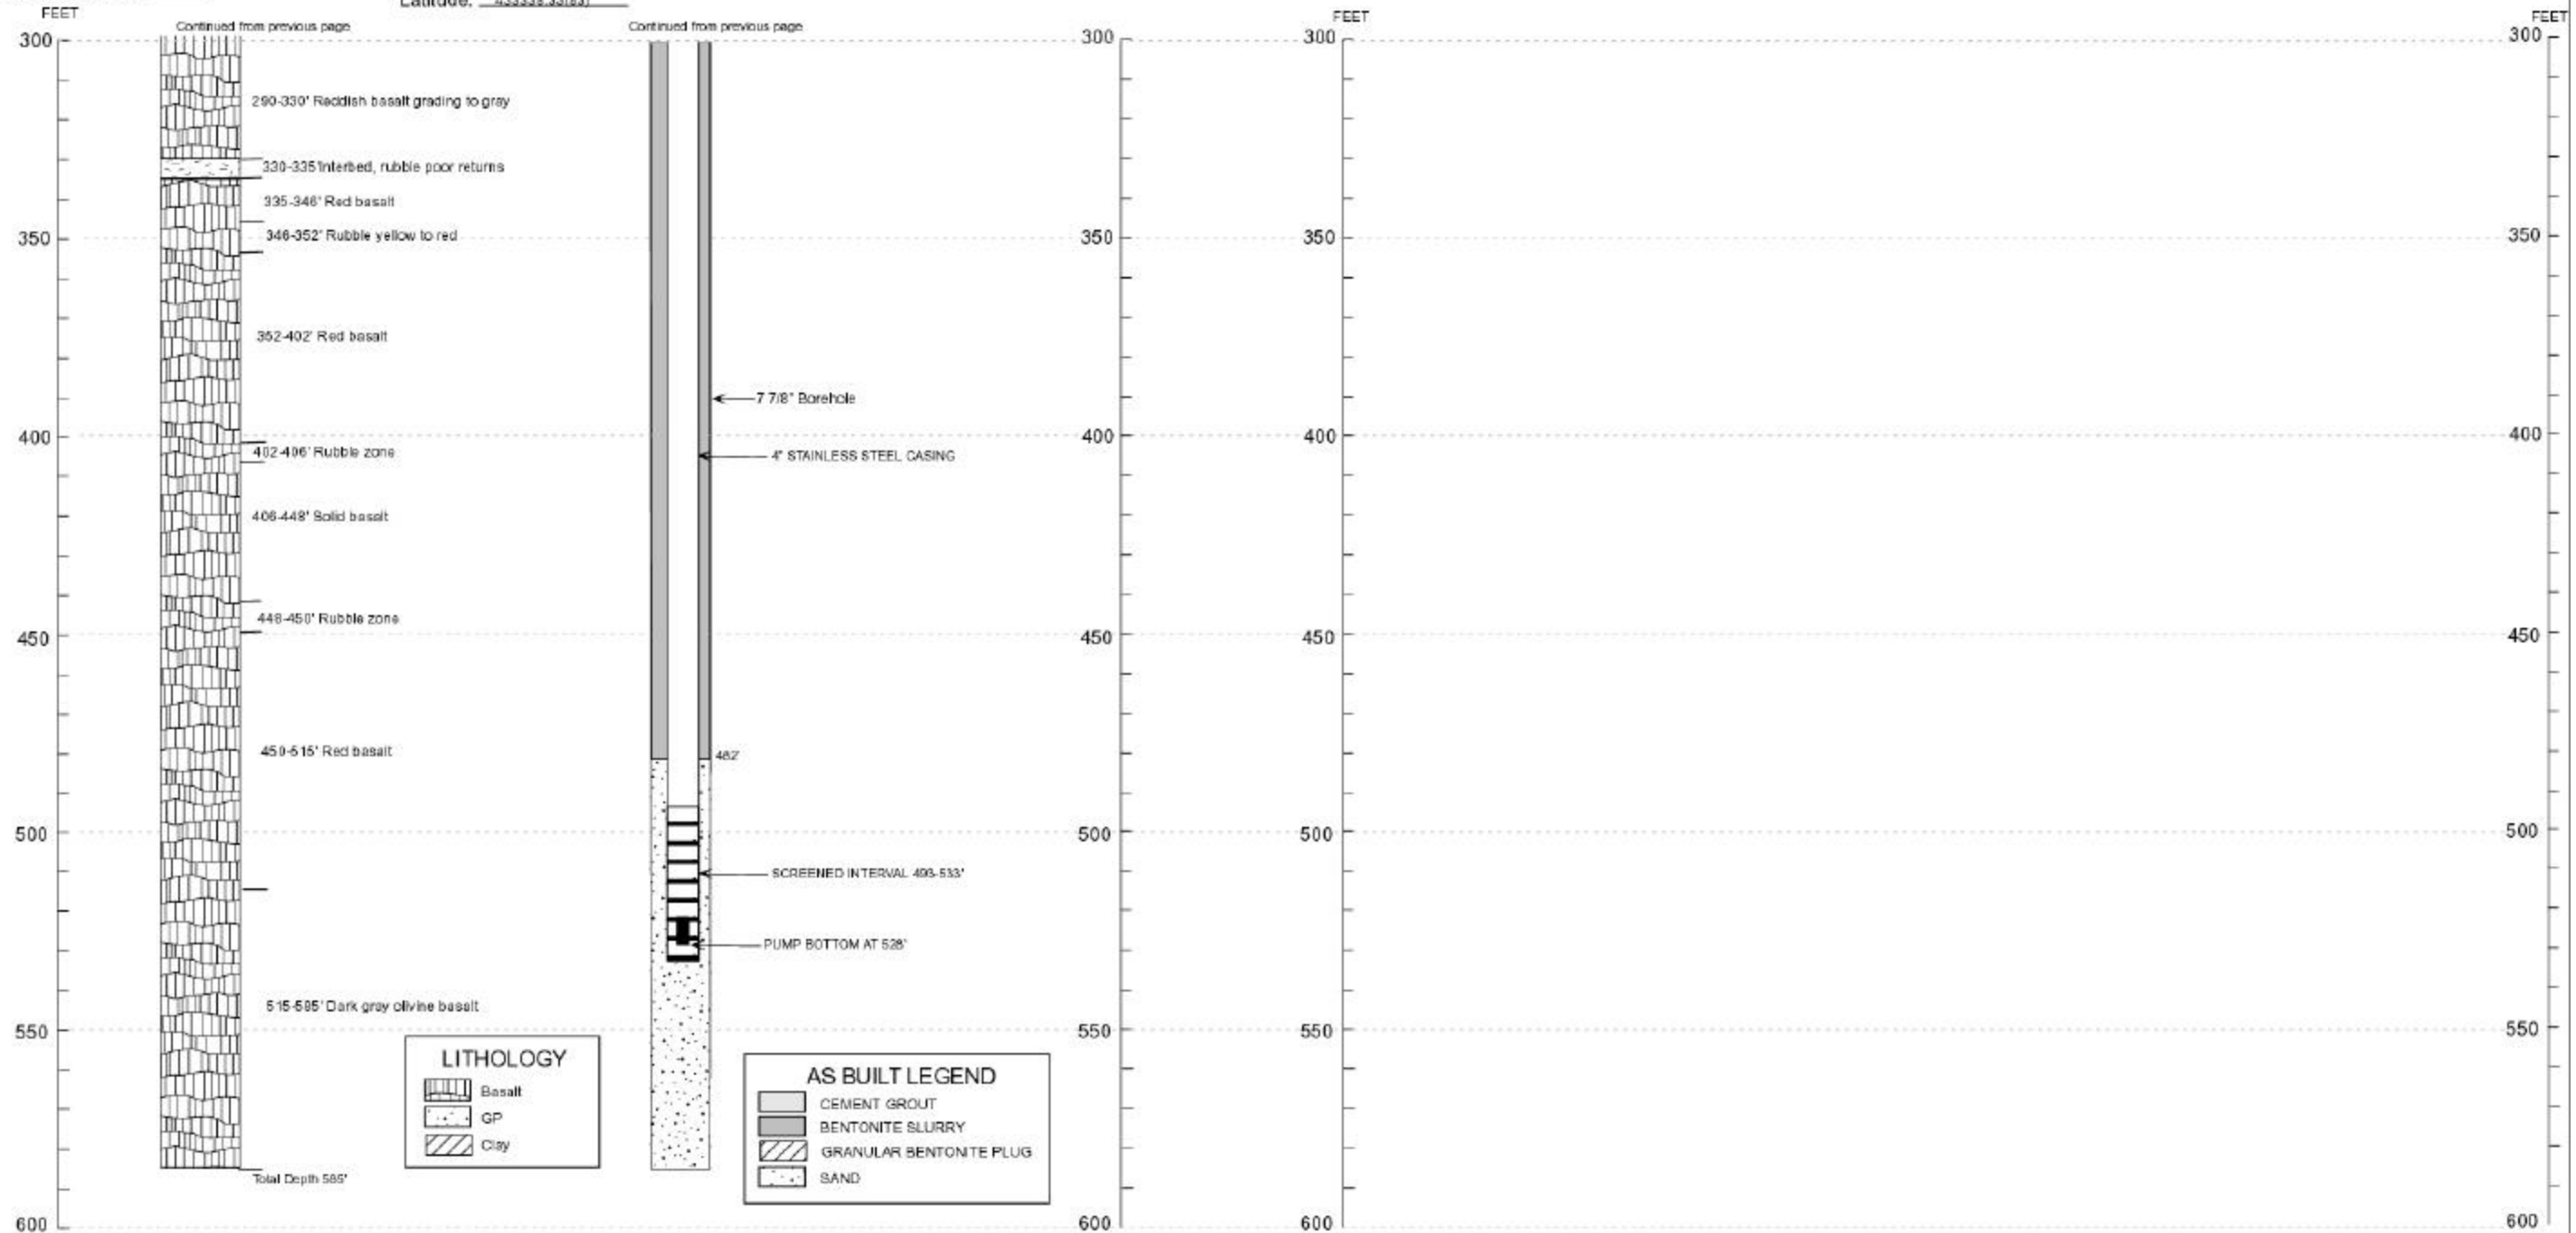 Latitude:
FEET
FEET
FEET
Continued from previous page
Continued from previous page
300
300
300
300
290-330' Reddish basalt grading to gray
330-335' Interbed, rubble poor returns
335-346' Red basalt
346-352' Rubble yellow to red
350
350
350
350
352-402' Red basalt
7 7/8" Borehole
400
400
400
400
402-406' Rubble zone
4" STAINLESS STEEL CASING
406-448' Solid basalt
448-450' Rubble zone
450
450
450
450
450-515' Red basalt
482'
500
500
500
500
SCREENED INTERVAL 493-533'
PUMP BOTTOM AT 528'
515-585' Dark gray olivine basalt
550
550
550
550
LITHOLOGY
Basalt
GP
Clay
AS BUILT LEGEND
CEMENT GROUT
BENTONITE SLURRY
GRANULAR BENTONITE PLUG
SAND
Total Depth 585'
600
600
600
600